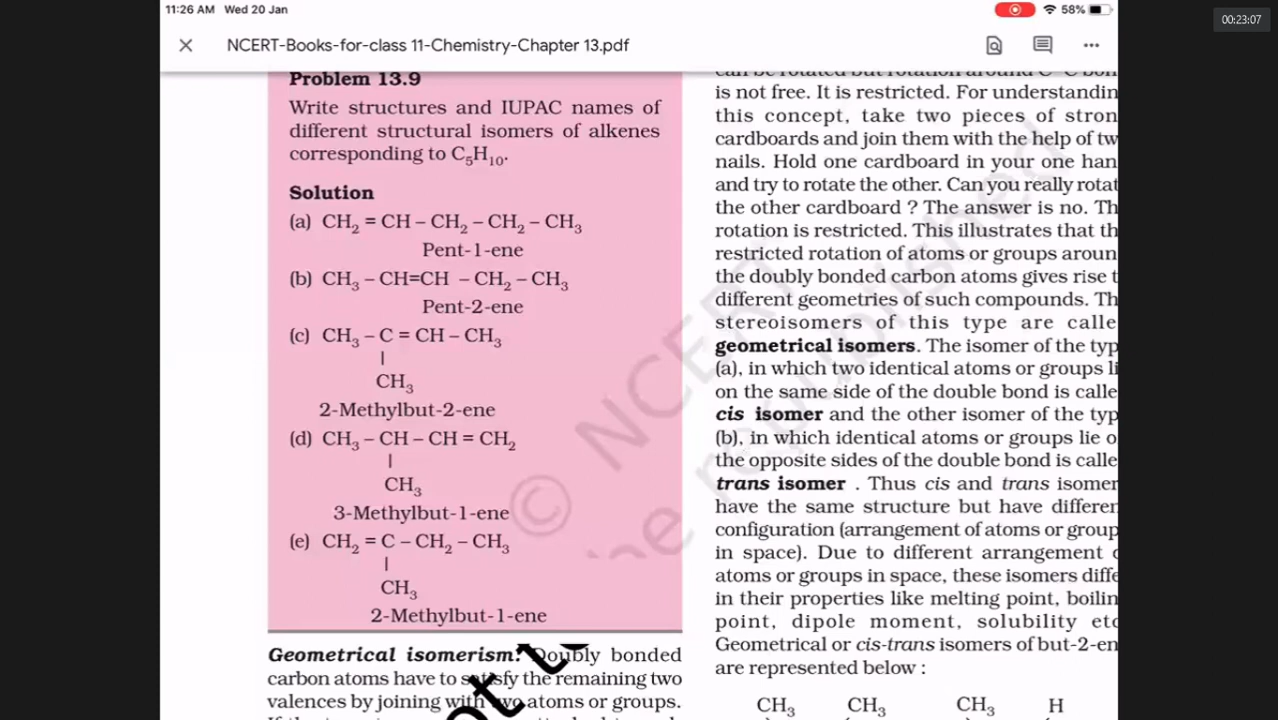 11:26 AM Wed 20 Jan
58%
00:23:07
NCERT-Books-for-class 11-Chemistry-Chapter 13.pdf
Problem 13.9
Write structures and IUPAC names of
different structural isomers of alkenes
corresponding to C₅H₁₀.
Solution
(a) CH₂ = CH – CH₂ – CH₂ – CH₃
Pent-1-ene
(b) CH₃ – CH=CH – CH₂ – CH₃
Pent-2-ene
(c) CH₃ – C = CH – CH₃
|
CH₃
2-Methylbut-2-ene
(d) CH₃ – CH – CH = CH₂
|
CH₃
3-Methylbut-1-ene
(e) CH₂ = C – CH₂ – CH₃
|
CH₃
2-Methylbut-1-ene
Geometrical isomerism: Doubly bonded
carbon atoms have to satisfy the remaining two
valences by joining with two atoms or groups.
can be rotated but rotation around
is not free. It is restricted. For understandin
this concept, take two pieces of stron
cardboards and join them with the help of tw
nails. Hold one cardboard in your one han
and try to rotate the other. Can you really rotat
the other cardboard ? The answer is no. Th
rotation is restricted. This illustrates that th
restricted rotation of atoms or groups aroun
the doubly bonded carbon atoms gives rise t
different geometries of such compounds. Th
stereoisomers of this type are calle
geometrical isomers. The isomer of the typ
(a), in which two identical atoms or groups li
on the same side of the double bond is calle
cis isomer and the other isomer of the typ
(b), in which identical atoms or groups lie o
the opposite sides of the double bond is calle
trans isomer . Thus cis and trans isomer
have the same structure but have differen
configuration (arrangement of atoms or group
in space). Due to different arrangement o
atoms or groups in space, these isomers diffe
in their properties like melting point, boilin
point, dipole moment, solubility etc
Geometrical or cis-trans isomers of but-2-en
are represented below :
CH₃ CH₃ CH₃ H
© NCERT
be republished
not t